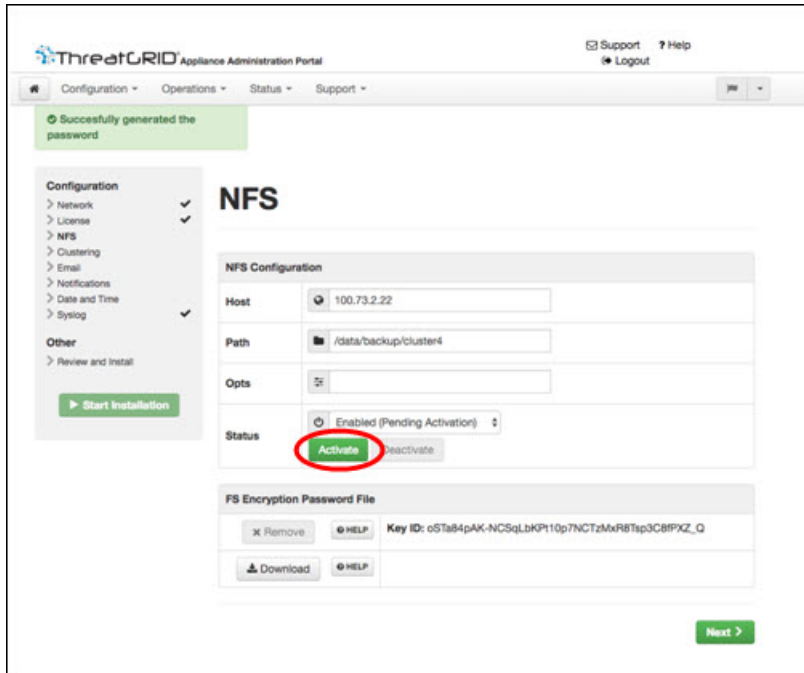 ThreatGRID Appliance Administration Portal
Support ? Help
Logout
Configuration Operations Status Support
Succesfully generated the
password
Configuration
Network
License
NFS
Clustering
Email
Notifications
Date and Time
Syslog
Other
Review and Install
Start Installation
NFS
NFS Configuration
Host 100.73.2.22
Path /data/backup/cluster4
Opts
Status Enabled (Pending Activation)
Activate Deactivate
FS Encryption Password File
Remove HELP Key ID: oSTa84pAK-NCSqLbKPt10p7NCTzMxR8Tsp3C8fPXZ_Q
Download HELP
Next